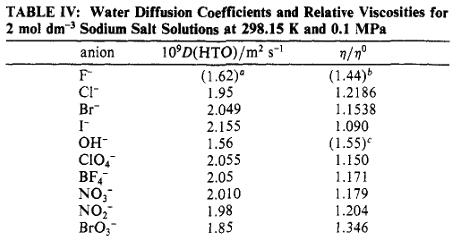 TABLE IV: Water Diffusion Coefficients and Relative Viscosities for
2 mol dm⁻³ Sodium Salt Solutions at 298.15 K and 0.1 MPa
anion 10⁹D(HTO)/m² s⁻¹ η/η⁰
F⁻ (1.62)ᵃ (1.44)ᵇ
Cl⁻ 1.95 1.2186
Br⁻ 2.049 1.1538
I⁻ 2.155 1.090
OH⁻ 1.56 (1.55)ᶜ
ClO₄⁻ 2.055 1.150
BF₄⁻ 2.05 1.171
NO₃⁻ 2.010 1.179
NO₂⁻ 1.98 1.204
BrO₃⁻ 1.85 1.346